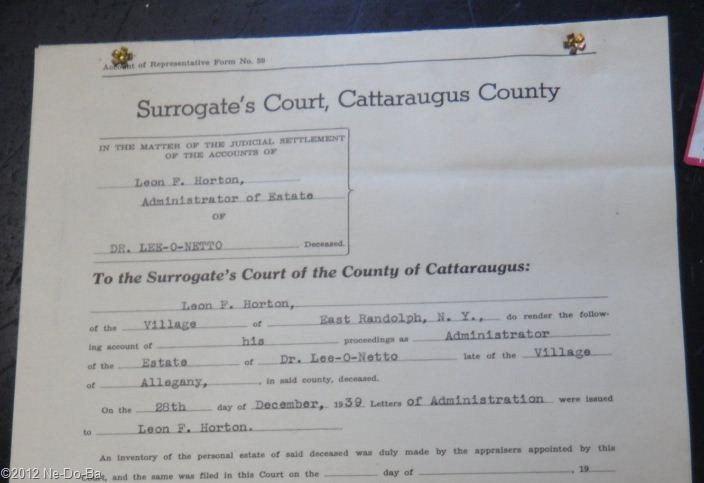 Account of Representative Form No. 59
Surrogate's Court, Cattaraugus County
IN THE MATTER OF THE JUDICIAL SETTLEMENT
OF THE ACCOUNTS OF
Leon F. Horton,
Administrator of Estate
OF
DR. LEE-O-NETTO Deceased.
To the Surrogate's Court of the County of Cattaraugus:
Leon F. Horton,
of the Village of East Randolph, N. Y., do render the follow-
ing account of his proceedings as Administrator
of the Estate of Dr. Lee-O-Netto late of the Village
of Allegany, , in said county, deceased.
On the 28th day of December, 1939 Letters of Administration were issued
to Leon F. Horton.
An inventory of the personal estate of said deceased was duly made by the appraisers appointed by this
Court, and the same was filed in this Court on the day of , 19
©2012 Ne-Do-Ba